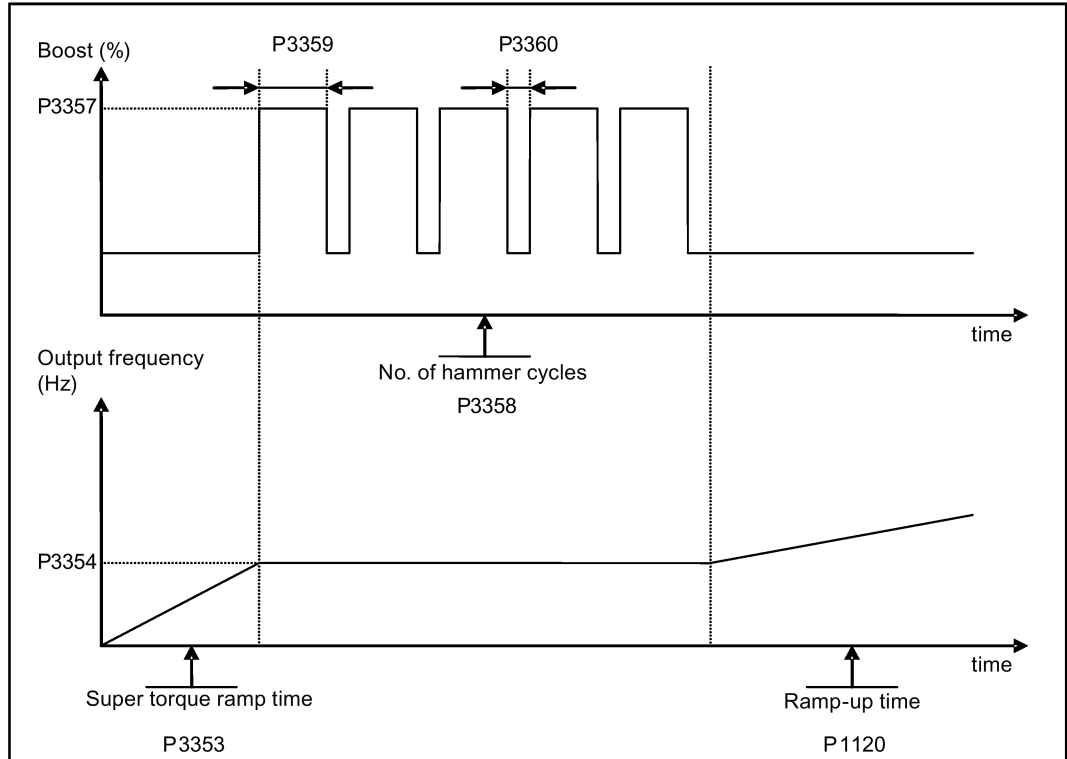 P3359
P3360
Boost (%)
P3357
time
Output frequency
(Hz)
No. of hammer cycles
P3358
P3354
time
Super torque ramp time
P3353
Ramp-up time
P1120